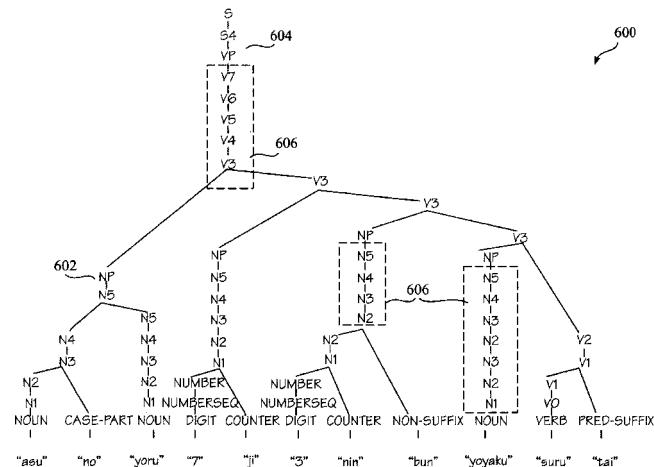 S
S4
604
VP
600
V7
V6
V5
V4
606
V3
V3
V3
NP
V3
NP
N5
NP
602
NP
N5
N4
N5
N5
N4
N3
606
N4
N4
N5
N3
N2
N3
N3
N4
N2
N2
N2
V2
N2
N2
N1
NUMBER
NUMBER
N1
N1
V1
N1
N1
NUMBERSEQ
NUMBERSEQ
V0
V1
N3
N3
NOUN CASE-PART NOUN DIGIT COUNTER DIGIT COUNTER NON-SUFFIX NOUN VERB PRED-SUFFIX
"asu" "no" "yoru" "7" "ji" "3" "nin" "bun" "yoyaku" "suru" "tai"